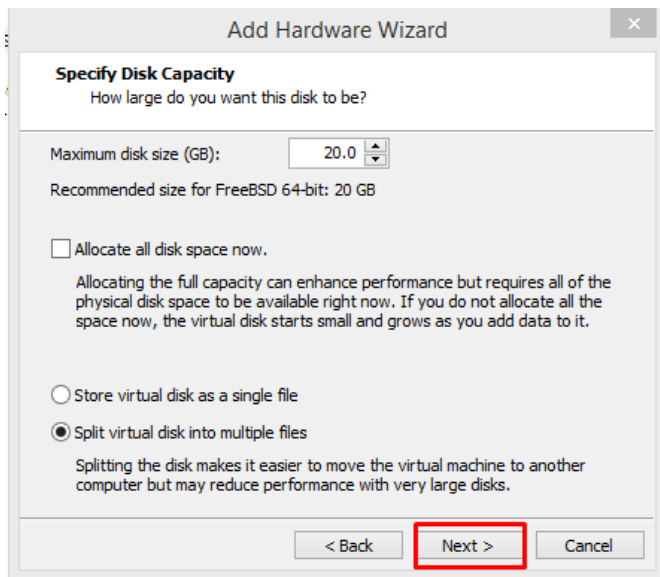 Add Hardware Wizard
Specify Disk Capacity
How large do you want this disk to be?
Maximum disk size (GB): 20.0
Recommended size for FreeBSD 64-bit: 20 GB
Allocate all disk space now.
Allocating the full capacity can enhance performance but requires all of the
physical disk space to be available right now. If you do not allocate all the
space now, the virtual disk starts small and grows as you add data to it.
Store virtual disk as a single file
Split virtual disk into multiple files
Splitting the disk makes it easier to move the virtual machine to another
computer but may reduce performance with very large disks.
< Back Next > Cancel